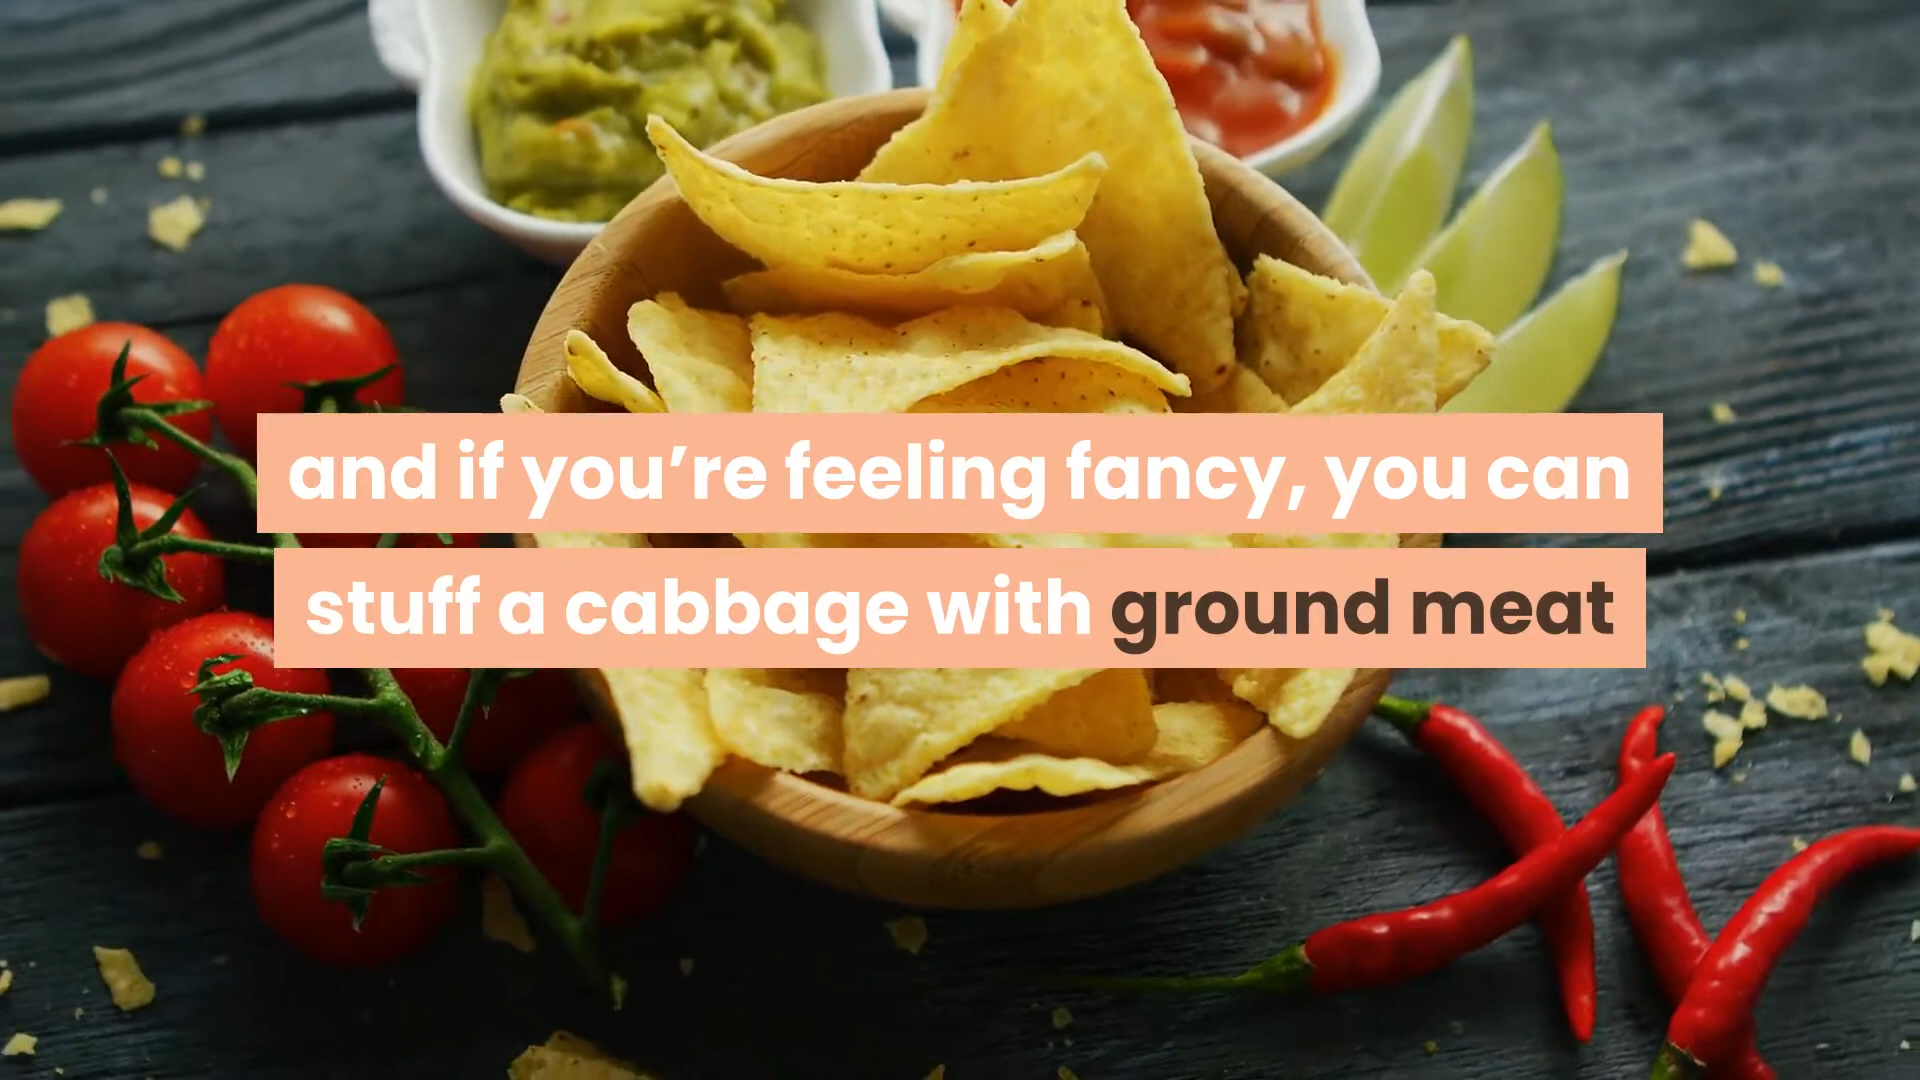 and if you’re feeling fancy, you can
stuff a cabbage with ground meat